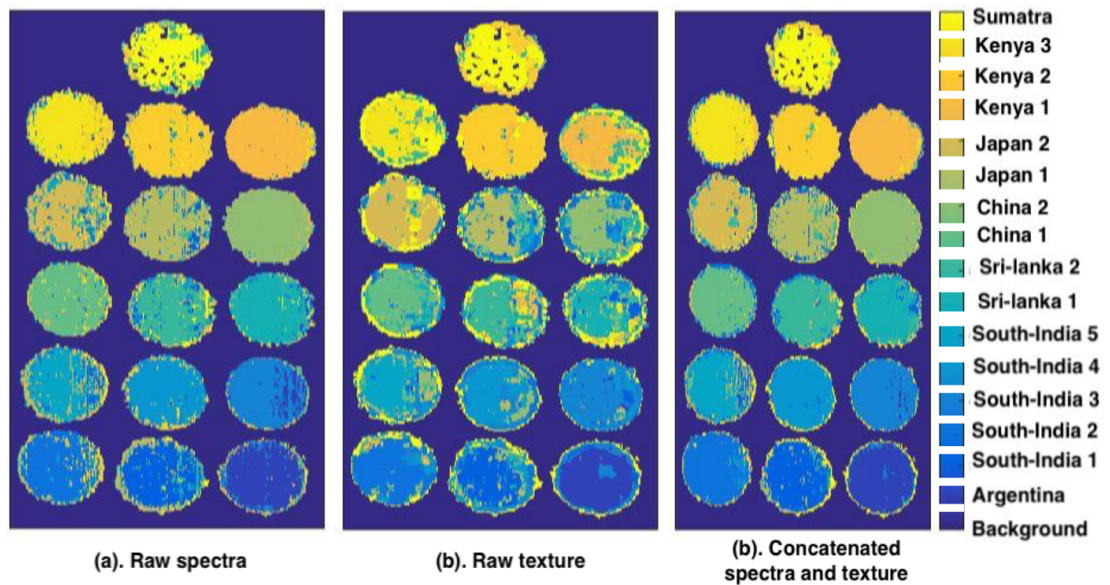 Sumatra
Kenya 3
Kenya 2
Kenya 1
Japan 2
Japan 1
China 2
China 1
Sri-lanka 2
Sri-lanka 1
South-India 5
South-India 4
South-India 3
South-India 2
South-India 1
Argentina
Background
(a). Raw spectra
(b). Raw texture
(b). Concatenated
spectra and texture